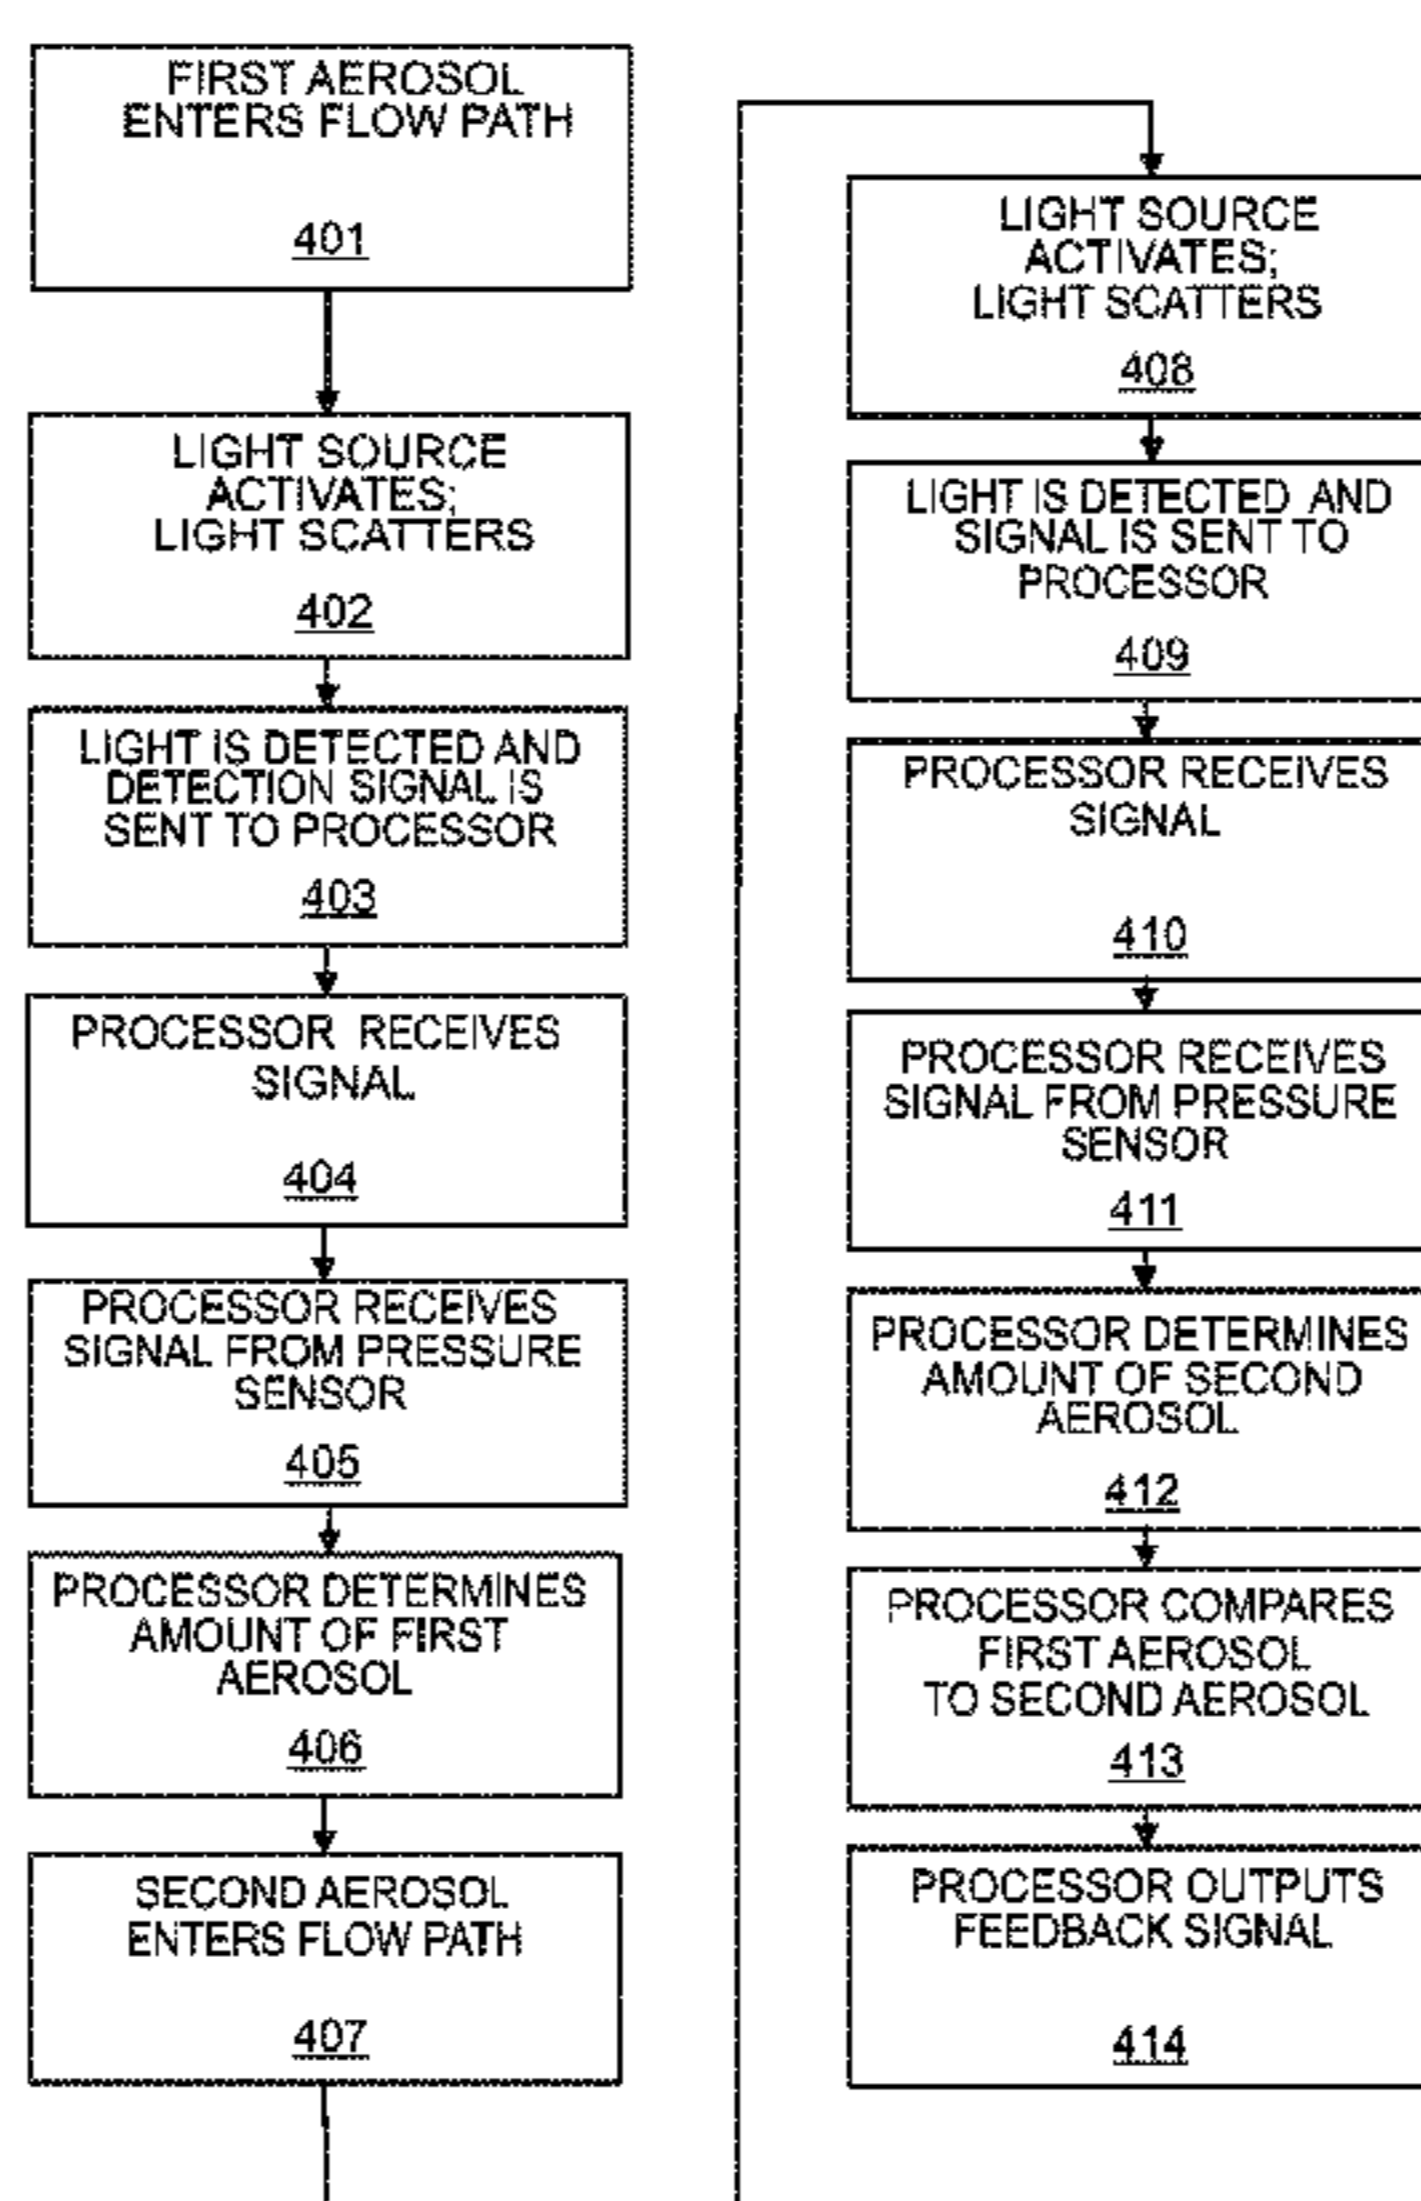 FIRST AEROSOL
ENTERS FLOW PATH
401
LIGHT SOURCE
ACTIVATES;
LIGHT SCATTERS
402
LIGHT IS DETECTED AND
DETECTION SIGNAL IS
SENT TO PROCESSOR
403
PROCESSOR RECEIVES
SIGNAL
404
PROCESSOR RECEIVES
SIGNAL FROM PRESSURE
SENSOR
405
PROCESSOR DETERMINES
AMOUNT OF FIRST
AEROSOL
406
SECOND AEROSOL
ENTERS FLOW PATH
407
LIGHT SOURCE
ACTIVATES;
LIGHT SCATTERS
408
LIGHT IS DETECTED AND
SIGNAL IS SENT TO
PROCESSOR
409
PROCESSOR RECEIVES
SIGNAL
410
PROCESSOR RECEIVES
SIGNAL FROM PRESSURE
SENSOR
411
PROCESSOR DETERMINES
AMOUNT OF SECOND
AEROSOL
412
PROCESSOR COMPARES
FIRST AEROSOL
TO SECOND AEROSOL
413
PROCESSOR OUTPUTS
FEEDBACK SIGNAL
414